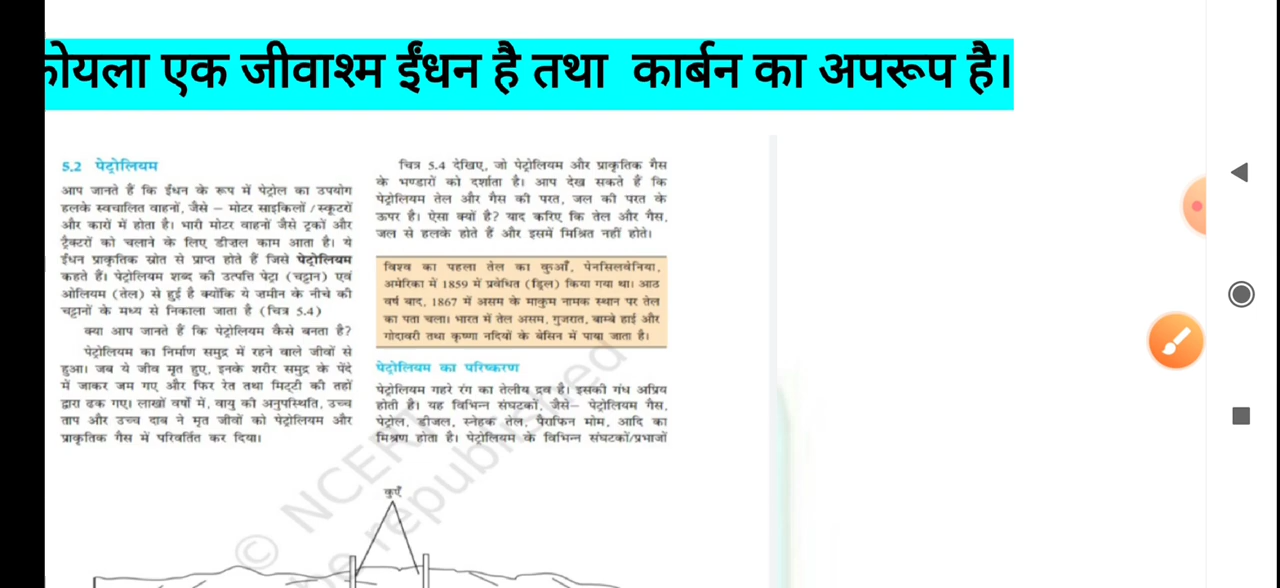 कोयला एक जीवाश्म ईंधन है तथा कार्बन का अपरूप है।
5.2 पेट्रोलियम
आप जानते हैं कि ईंधन के रूप में पेट्रोल का उपयोग
हलके स्वचालित वाहनों, जैसे – मोटर साइकिलों/स्कूटरों
और कारों में होता है। भारी मोटर वाहनों जैसे ट्रकों और
ट्रैक्टरों को चलाने के लिए डीज़ल काम आता है। ये
ईंधन प्राकृतिक स्रोत से प्राप्त होते हैं जिसे पेट्रोलियम
कहते हैं। पेट्रोलियम शब्द की उत्पत्ति पेट्रा (चट्टान) एवं
ओलियम (तेल) से हुई है क्योंकि ये ज़मीन के नीचे की
चट्टानों के मध्य से निकाला जाता है (चित्र 5.4)
क्या आप जानते हैं कि पेट्रोलियम कैसे बनता है?
पेट्रोलियम का निर्माण समुद्र में रहने वाले जीवों से
हुआ। जब ये जीव मृत हुए, इनके शरीर समुद्र के पेंदे
में जाकर जम गए और फिर रेत तथा मिट्टी की तहों
द्वारा ढक गए। लाखों वर्षों में, वायु की अनुपस्थिति, उच्च
ताप और उच्च दाब ने मृत जीवों को पेट्रोलियम और
प्राकृतिक गैस में परिवर्तित कर दिया।
चित्र 5.4 देखिए, जो पेट्रोलियम और प्राकृतिक गैस
के भण्डारों को दर्शाता है। आप देख सकते हैं कि
पेट्रोलियम तेल और गैस की परत, जल की परत के
ऊपर है। ऐसा क्यों है? याद करिए कि तेल और गैस,
जल से हलके होते हैं और इसमें मिश्रित नहीं होते।
विश्व का पहला तेल का कुआँ, पेनसिलवेनिया,
अमेरिका में 1859 में प्रवेधित (ड्रिल) किया गया था। आठ
वर्ष बाद, 1867 में असम के माकुम नामक स्थान पर तेल
का पता चला। भारत में तेल असम, गुजरात, बाम्बे हाई और
गोदावरी तथा कृष्णा नदियों के बेसिन में पाया जाता है।
पेट्रोलियम का परिष्करण
पेट्रोलियम गहरे रंग का तेलीय द्रव है। इसकी गंध अप्रिय
होती है। यह विभिन्न संघटकों, जैसे– पेट्रोलियम गैस,
पेट्रोल, डीजल, स्नेहक तेल, पैराफिन मोम, आदि का
मिश्रण होता है। पेट्रोलियम के विभिन्न संघटकों/प्रभाजों
कुएँ
© NCERT
be republished